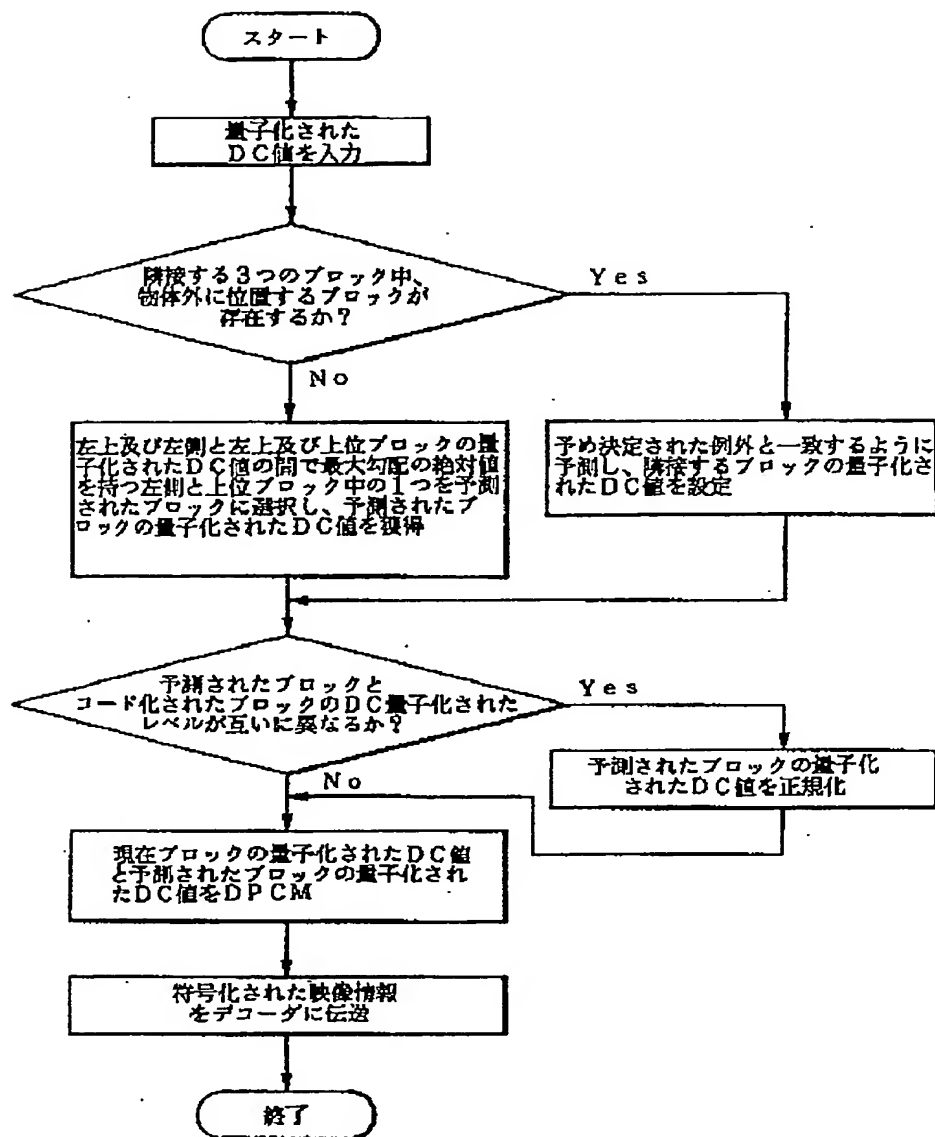 スタート
量子化された
DC値を入力
隣接する3つのブロック中、
物体外に位置するブロックが
存在するか?
Yes
No
左上及び左側と左上及び上位ブロックの量
子化されたDC値の間で最大勾配の絶対値
を持つ左側と上位ブロック中の1つを予測
されたブロックに選択し、予測されたブ
ロックの量子化されたDC値を獲得
予め決定された例外と一致するように
予測し、隣接するブロックの量子化さ
れたDC値を設定
予測されたブロックと
コード化されたブロックのDC量子化された
レベルが互いに異なるか?
Yes
No
予測されたブロックの量子化
されたDC値を正規化
現在ブロックの量子化されたDC値
と予測されたブロックの量子化され
たDC値をDPCM
符号化された映像情報
をデコーダに伝送
終了